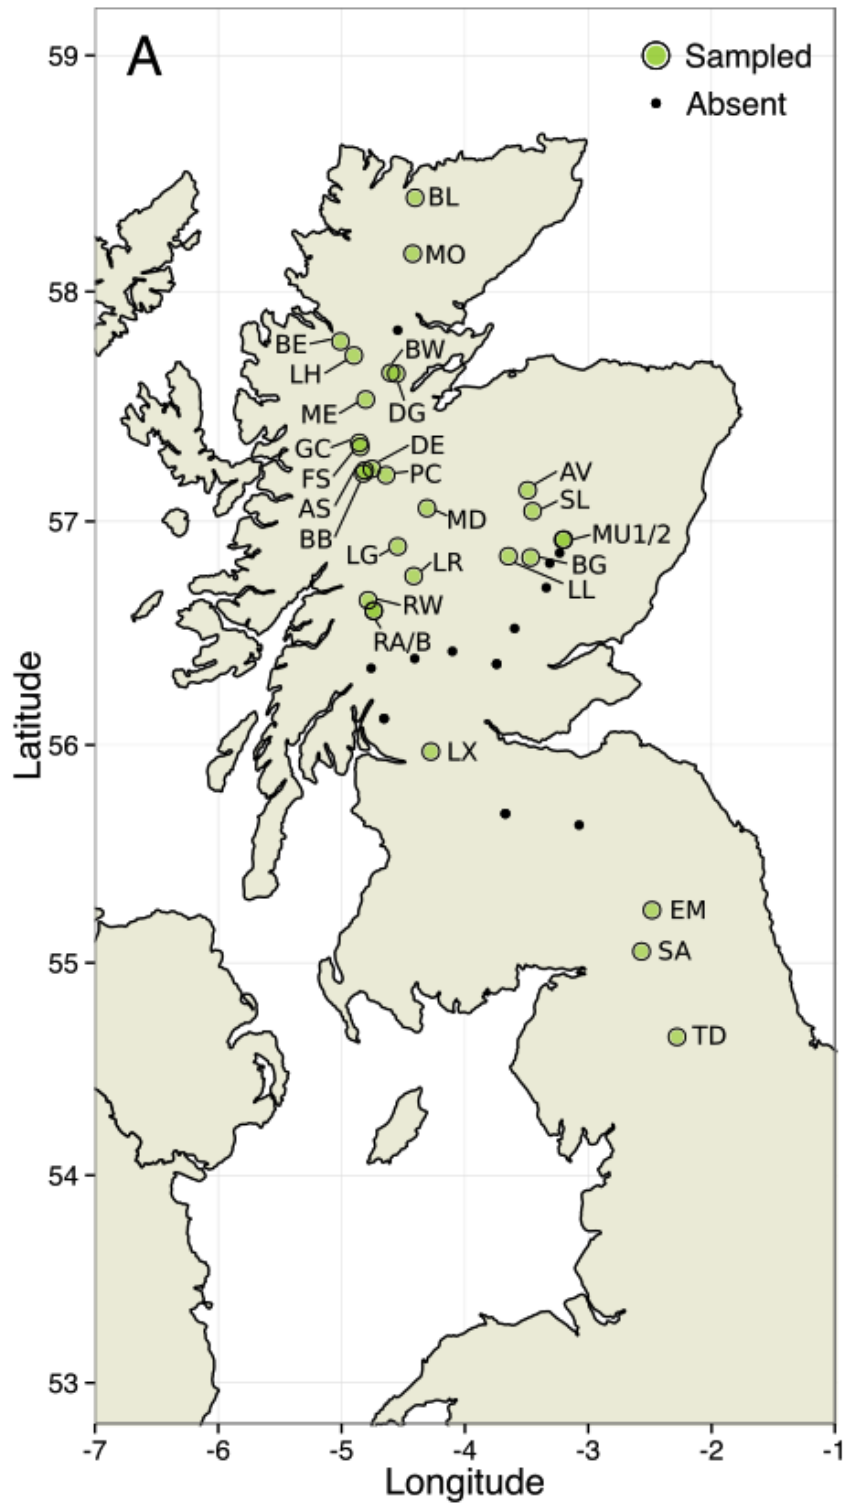 A
Sampled
Absent
59
58
57
56
55
54
53
Latitude
BL
MO
BE
BW
LH
ME
DG
GC
DE
FS
PC
AS
AV
SL
BB
MD
MU1/2
LG
LR
BG
LL
RW
RA/B
LX
EM
SA
TD
-7 -6 -5 -4 -3 -2 -1
Longitude